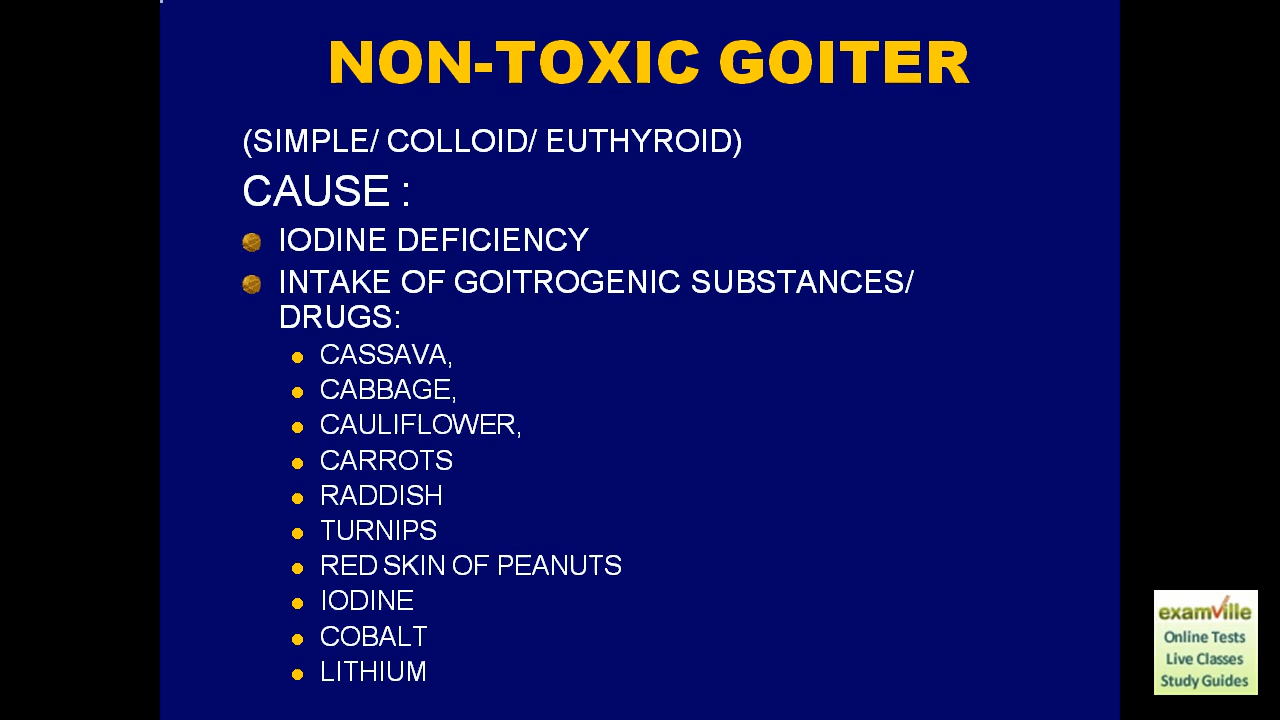 NON-TOXIC GOITER
(SIMPLE/ COLLOID/ EUTHYROID)
CAUSE :
IODINE DEFICIENCY
INTAKE OF GOITROGENIC SUBSTANCES/
DRUGS:
CASSAVA,
CABBAGE,
CAULIFLOWER,
CARROTS
RADDISH
TURNIPS
RED SKIN OF PEANUTS
IODINE
COBALT
LITHIUM
examville
Online Tests
Live Classes
Study Guides